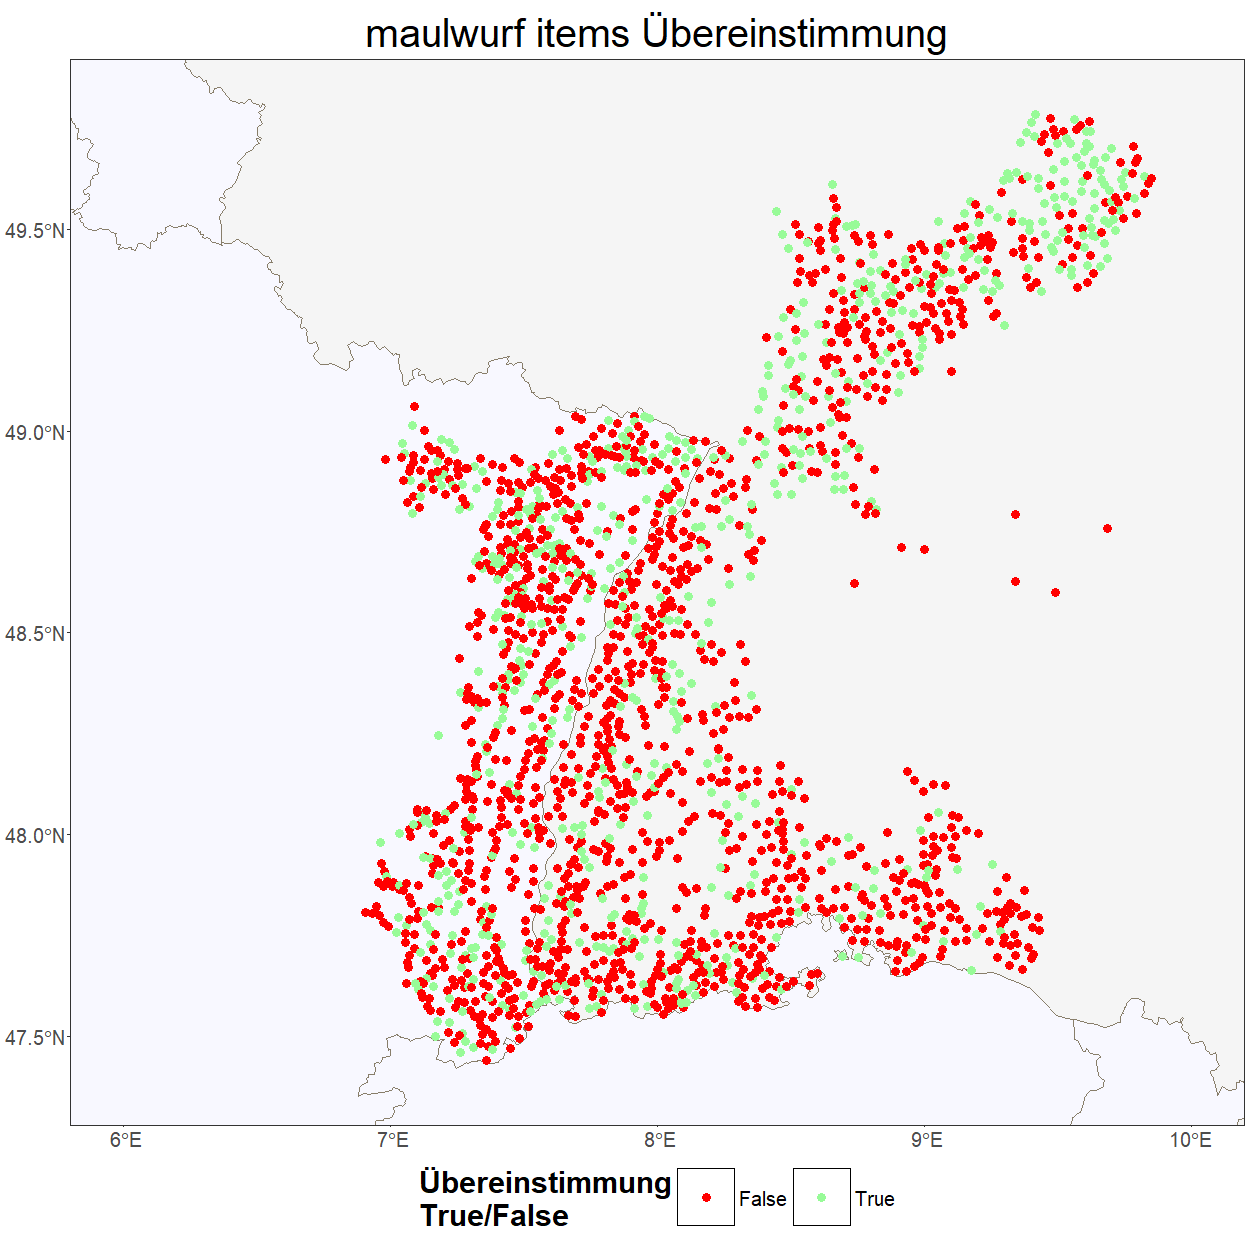 maulwurf items Übereinstimmung
49.5°N
49.0°N
48.5°N
48.0°N
47.5°N
6°E 7°E 8°E 9°E 10°E
Übereinstimmung
True/False
False True